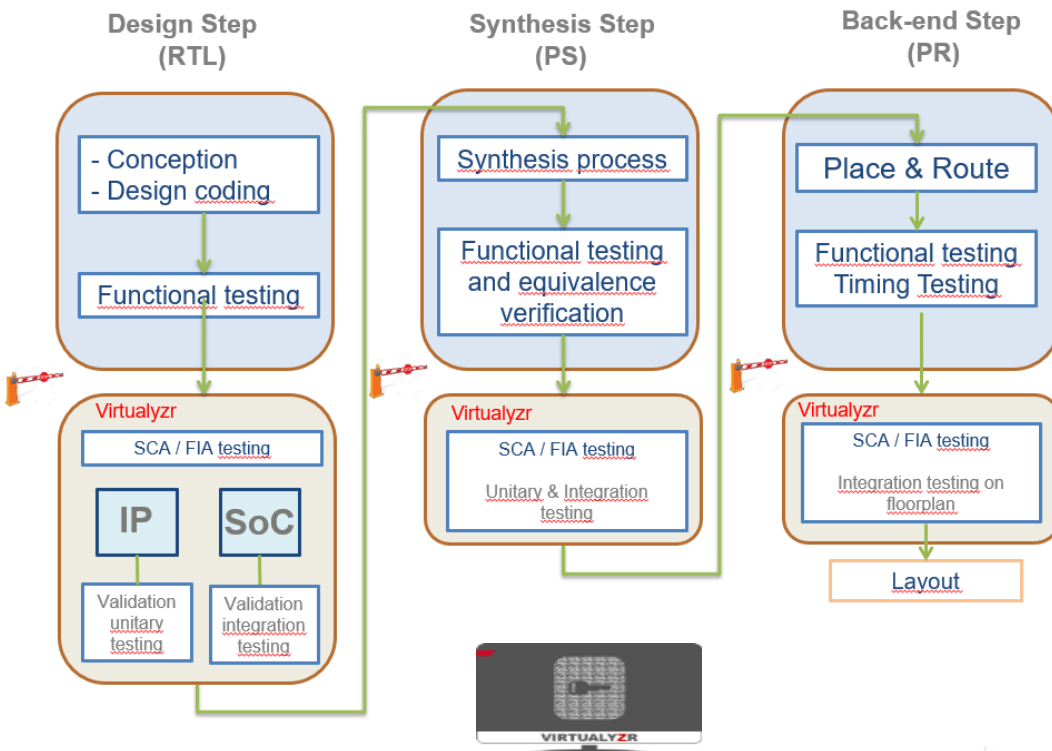 Design Step
(RTL)
- Conception
- Design coding
Functional testing
Virtualyzr
SCA / FIA testing
IP
SoC
Validation
unitary
testing
Validation
integration
testing
Synthesis Step
(PS)
Synthesis process
Functional testing
and equivalence
verification
Virtualyzr
SCA / FIA testing
Unitary & Integration
testing
Back-end Step
(PR)
Place & Route
Functional testing
Timing Testing
Virtualyzr
SCA / FIA testing
Integration testing on
floorplan
Layout
VIRTUALYZR